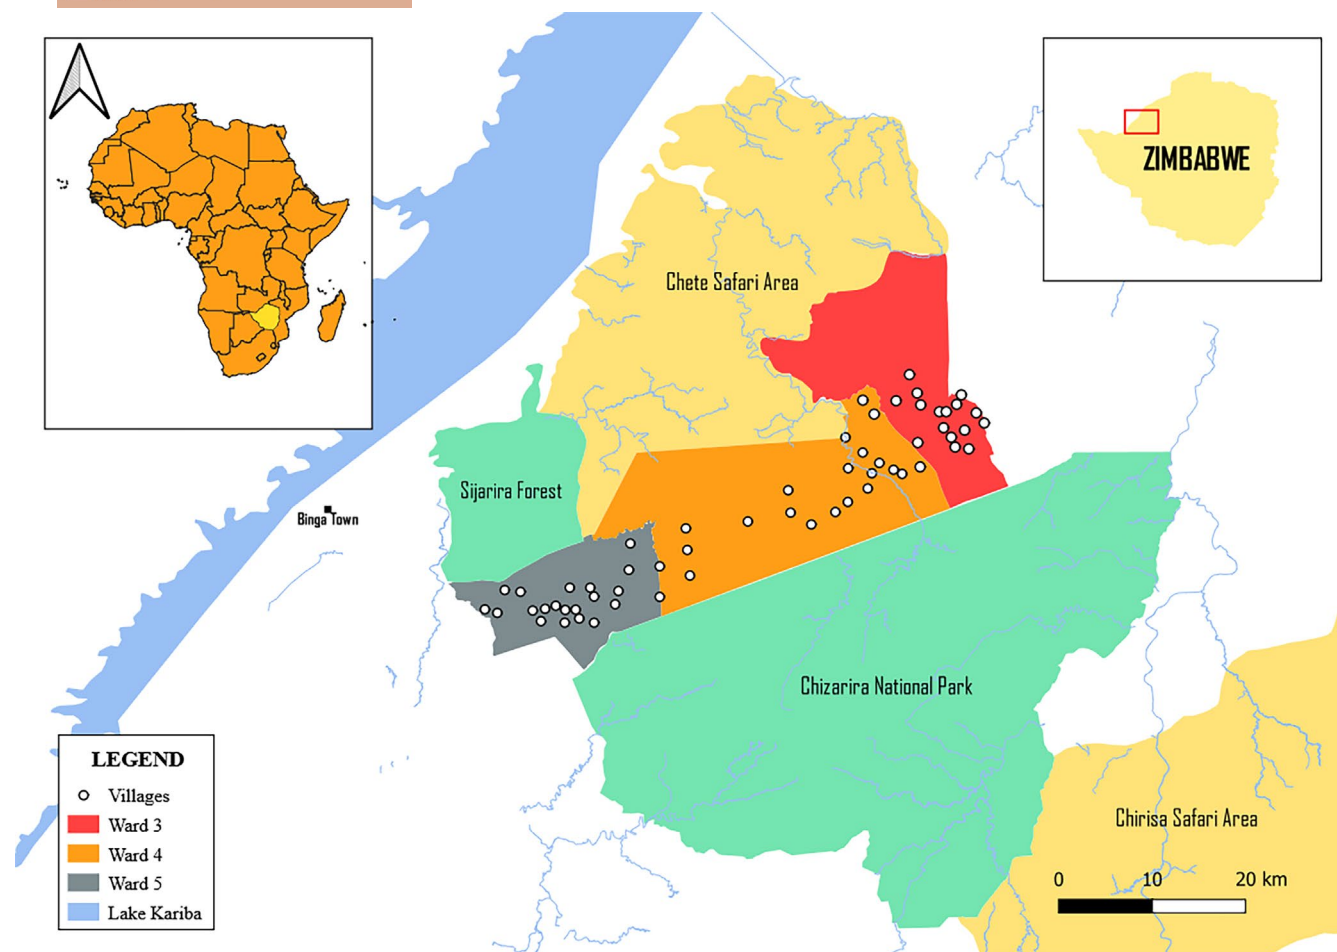 ZIMBABWE
Chete Safari Area
Sijarira Forest
Binga Town
Chizarira National Park
Chirisa Safari Area
LEGEND
Villages
Ward 3
Ward 4
Ward 5
Lake Kariba
0 10 20 km